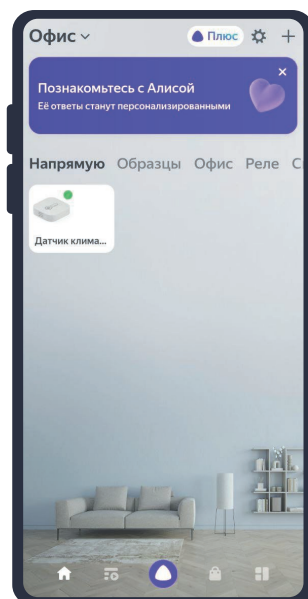 Офис
Плюс
Познакомьтесь с Алисой
Её ответы станут персонализированными
Напрямую Образцы Офис Реле С
Датчик клима...